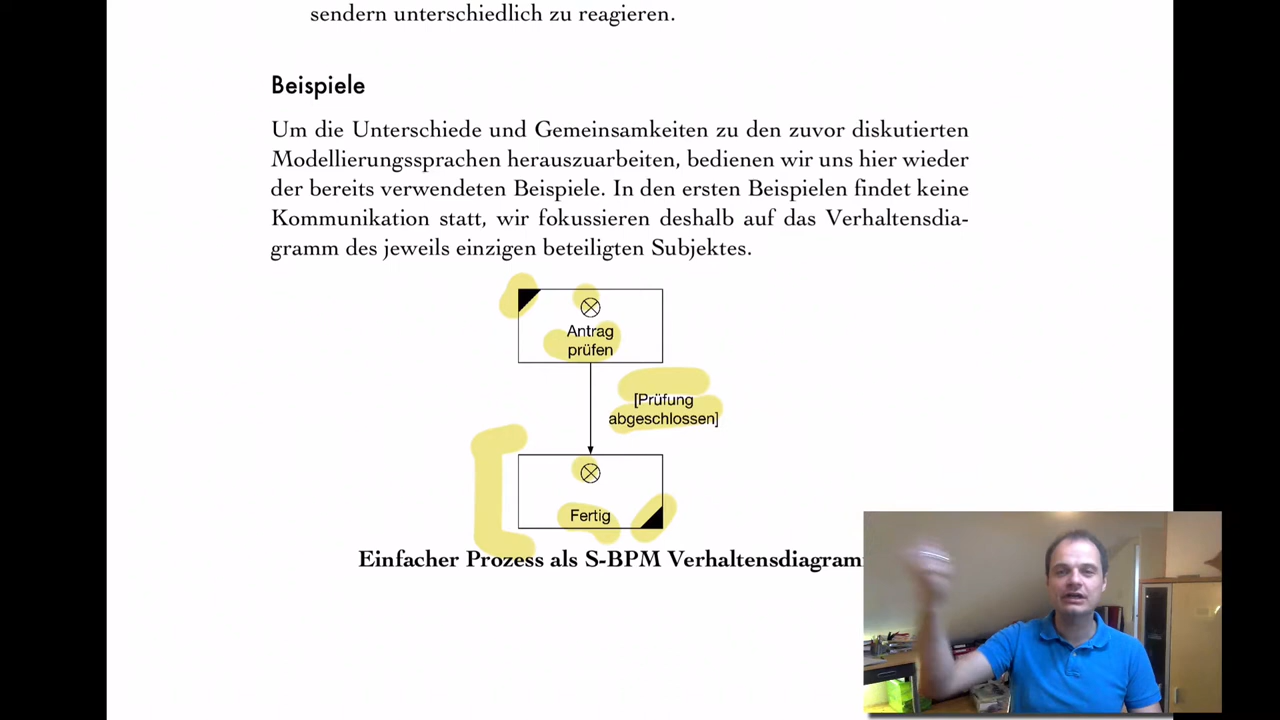 sendern unterschiedlich zu reagieren.
Beispiele
Um die Unterschiede und Gemeinsamkeiten zu den zuvor diskutierten
Modellierungssprachen herauszuarbeiten, bedienen wir uns hier wieder
der bereits verwendeten Beispiele. In den ersten Beispielen findet keine
Kommunikation statt, wir fokussieren deshalb auf das Verhaltensdia-
gramm des jeweils einzigen beteiligten Subjektes.
Antrag
prüfen
[Prüfung
abgeschlossen]
Fertig
Einfacher Prozess als S-BPM Verhaltensdiagramm